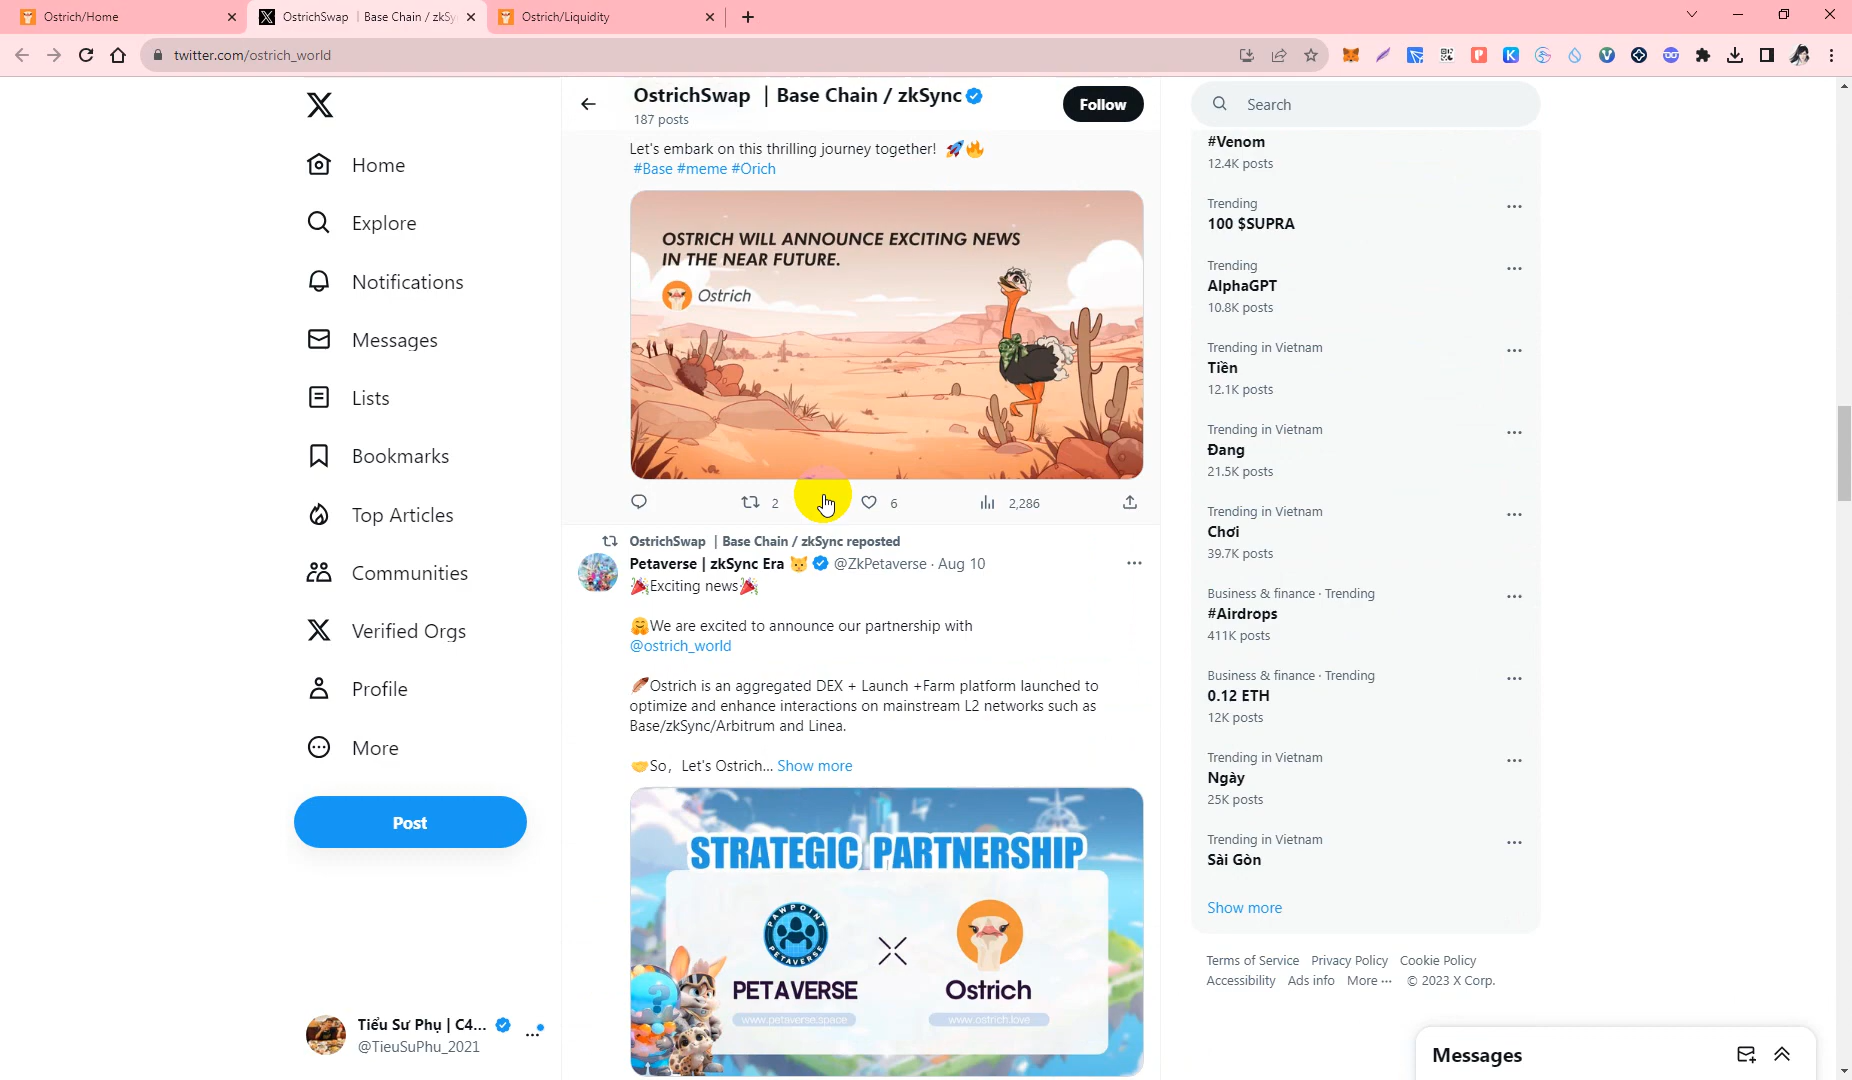 Ostrich/Home
OstrichSwap | Base Chain / zkSy
Ostrich/Liquidity
twitter.com/ostrich_world
Home
Explore
Notifications
Messages
Lists
Bookmarks
Top Articles
Communities
Verified Orgs
Profile
More
Post
Tiểu Sư Phụ | C4...
@TieuSuPhu_2021
OstrichSwap | Base Chain / zkSync
187 posts
Follow
Let's embark on this thrilling journey together! 🚀🔥
#Base #meme #Orich
OSTRICH WILL ANNOUNCE EXCITING NEWS
IN THE NEAR FUTURE.
Ostrich
2
6
2,286
OstrichSwap | Base Chain / zkSync reposted
Petaverse | zkSync Era 🐱 @ZkPetaverse · Aug 10
🎉Exciting news🎉
🤗We are excited to announce our partnership with
@ostrich_world
🪶Ostrich is an aggregated DEX + Launch +Farm platform launched to
optimize and enhance interactions on mainstream L2 networks such as
Base/zkSync/Arbitrum and Linea.
🤝So, Let's Ostrich... Show more
STRATEGIC PARTNERSHIP
PAWPOINT
PETAVERSE
PETAVERSE
Ostrich
www.petaverse.space
www.ostrich.love
Search
#Venom
12.4K posts
Trending
100 $SUPRA
Trending
AlphaGPT
10.8K posts
Trending in Vietnam
Tiền
12.1K posts
Trending in Vietnam
Đang
21.5K posts
Trending in Vietnam
Chơi
39.7K posts
Business & finance · Trending
#Airdrops
411K posts
Business & finance · Trending
0.12 ETH
12K posts
Trending in Vietnam
Ngày
25K posts
Trending in Vietnam
Sài Gòn
Show more
Terms of Service Privacy Policy Cookie Policy
Accessibility Ads info More ··· © 2023 X Corp.
Messages